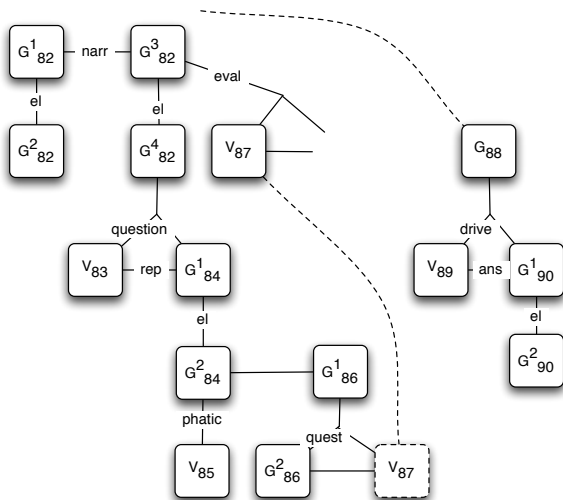 G¹₈₂ narr G³₈₂
eval
el el
G²₈₂ G⁴₈₂ V₈₇ G₈₈
question drive
V₈₃ rep G¹₈₄ V₈₉ ans G¹₉₀
el el
G²₈₄ G¹₈₆ G²₉₀
phatic
quest
V₈₅ G²₈₆ V₈₇